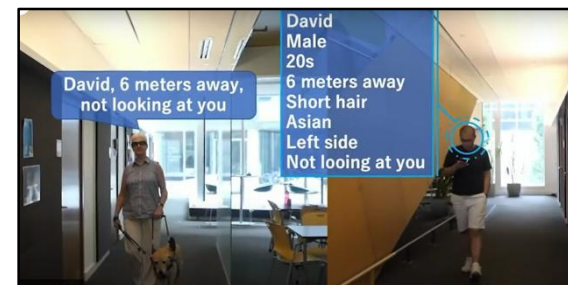 David, 6 meters away,
not looking at you
David
Male
20s
6 meters away
Short hair
Asian
Left side
Not looing at you